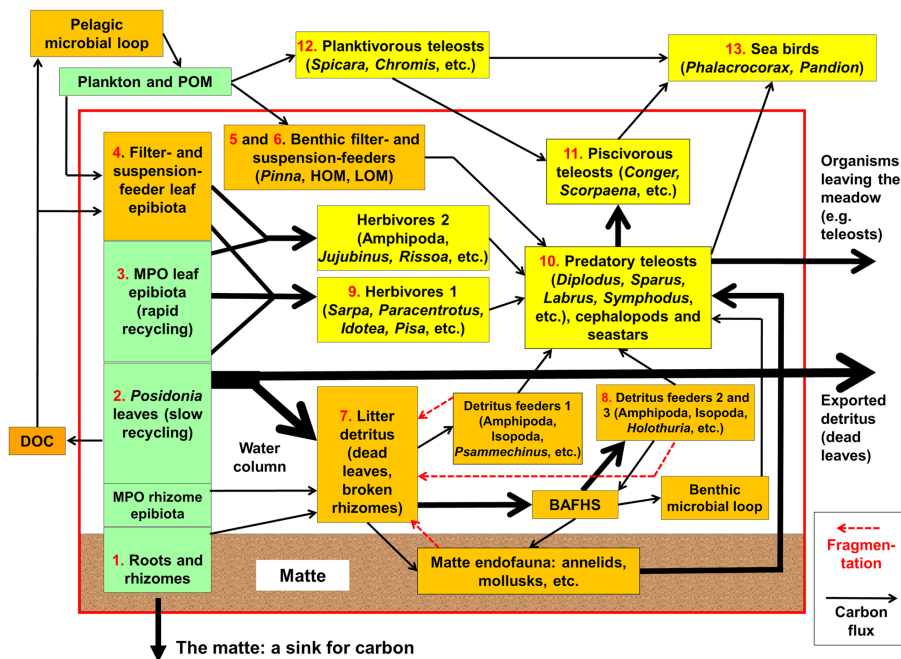 Pelagic
microbial loop
Plankton and POM
12. Planktivorous teleosts
(Spicara, Chromis, etc.)
13. Sea birds
(Phalacrocorax, Pandion)
4. Filter- and
suspension-
feeder leaf
epibiota
5 and 6. Benthic filter- and
suspension-feeders
(Pinna, HOM, LOM)
11. Piscivorous
teleosts (Conger,
Scorpaena, etc.)
Organisms
leaving the
meadow
(e.g.
teleosts)
Herbivores 2
(Amphipoda,
Jujubinus, Rissoa, etc.)
3. MPO leaf
epibiota
(rapid
recycling)
9. Herbivores 1
(Sarpa, Paracentrotus,
Idotea, Pisa, etc.)
10. Predatory teleosts
(Diplodus, Sparus,
Labrus, Symphodus,
etc.), cephalopods and
seastars
2. Posidonia
leaves (slow
recycling)
DOC
Water
column
7. Litter
detritus
(dead
leaves,
broken
rhizomes)
Detritus feeders 1
(Amphipoda,
Isopoda,
Psammechinus,
etc.)
8. Detritus feeders 2 and
3 (Amphipoda, Isopoda,
Holothuria, etc.)
Exported
detritus
(dead
leaves)
MPO rhizome
epibiota
BAFHS
Benthic
microbial loop
1. Roots and
rhizomes
Matte
Matte endofauna: annelids,
mollusks, etc.
Fragmen-
tation
Carbon
flux
The matte: a sink for carbon